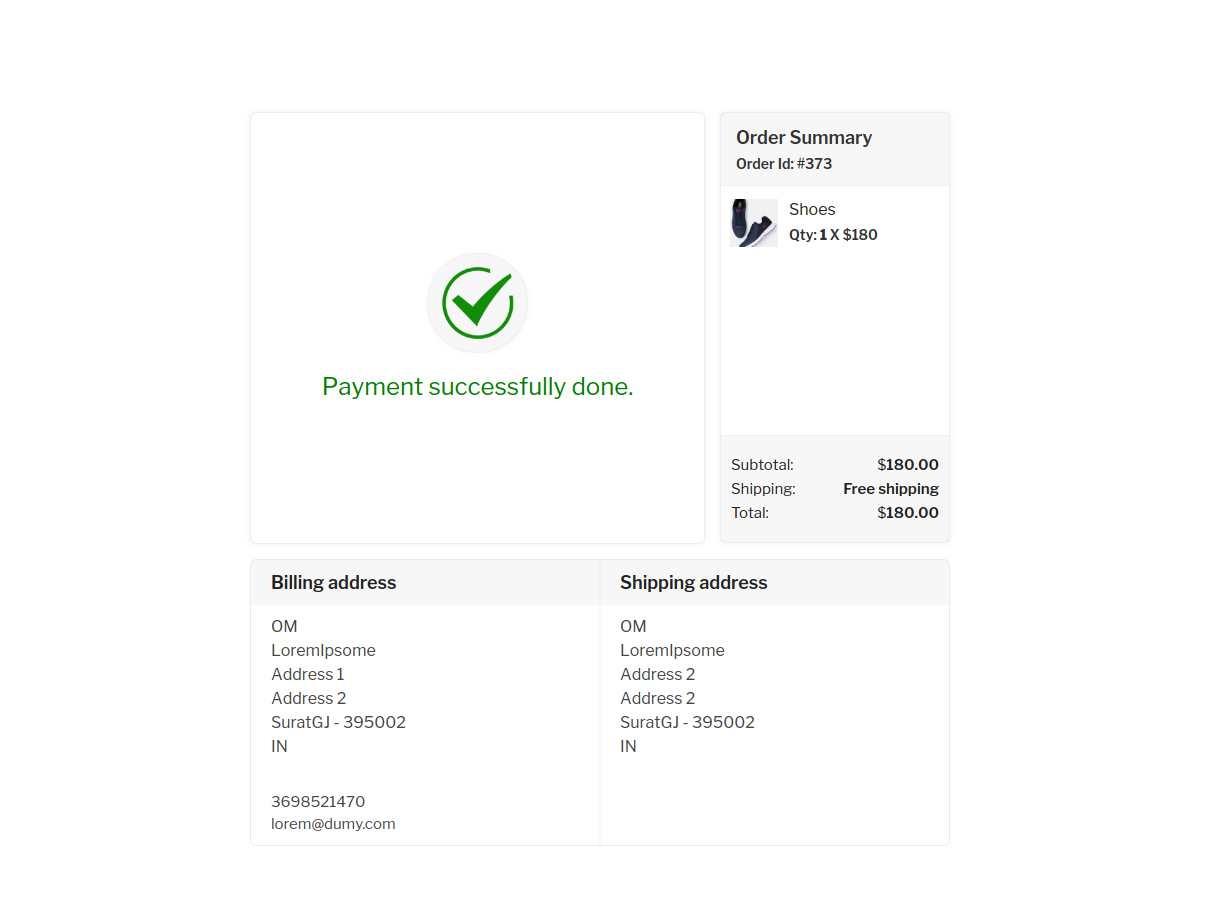 Payment successfully done.
Order Summary
Order Id: #373
Shoes
Qty: 1 X $180
Subtotal: $180.00
Shipping: Free shipping
Total: $180.00
Billing address
OM
LoremIpsome
Address 1
Address 2
SuratGJ - 395002
IN
3698521470
lorem@dumy.com
Shipping address
OM
LoremIpsome
Address 2
Address 2
SuratGJ - 395002
IN